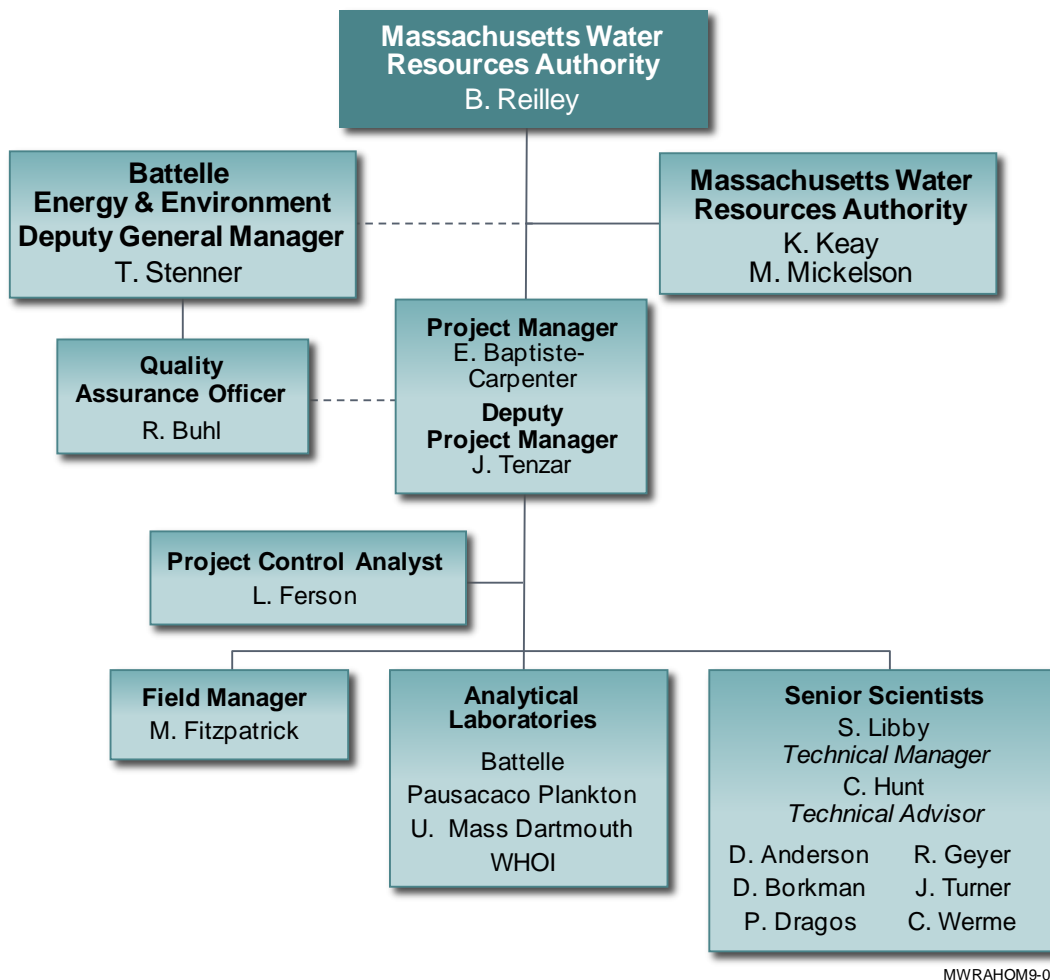 Massachusetts Water
Resources Authority
B. Reilley
Battelle
Energy & Environment
Deputy General Manager
T. Stenner
Massachusetts Water
Resources Authority
K. Keay
M. Mickelson
Quality
Assurance Officer
R. Buhl
Project Manager
E. Baptiste-
Carpenter
Deputy
Project Manager
J. Tenzar
Project Control Analyst
L. Ferson
Field Manager
M. Fitzpatrick
Analytical
Laboratories
Battelle
Pausacaco Plankton
U. Mass Dartmouth
WHOI
Senior Scientists
S. Libby
Technical Manager
C. Hunt
Technical Advisor
D. Anderson R. Geyer
D. Borkman J. Turner
P. Dragos C. Werme
MWRAHOM9-0